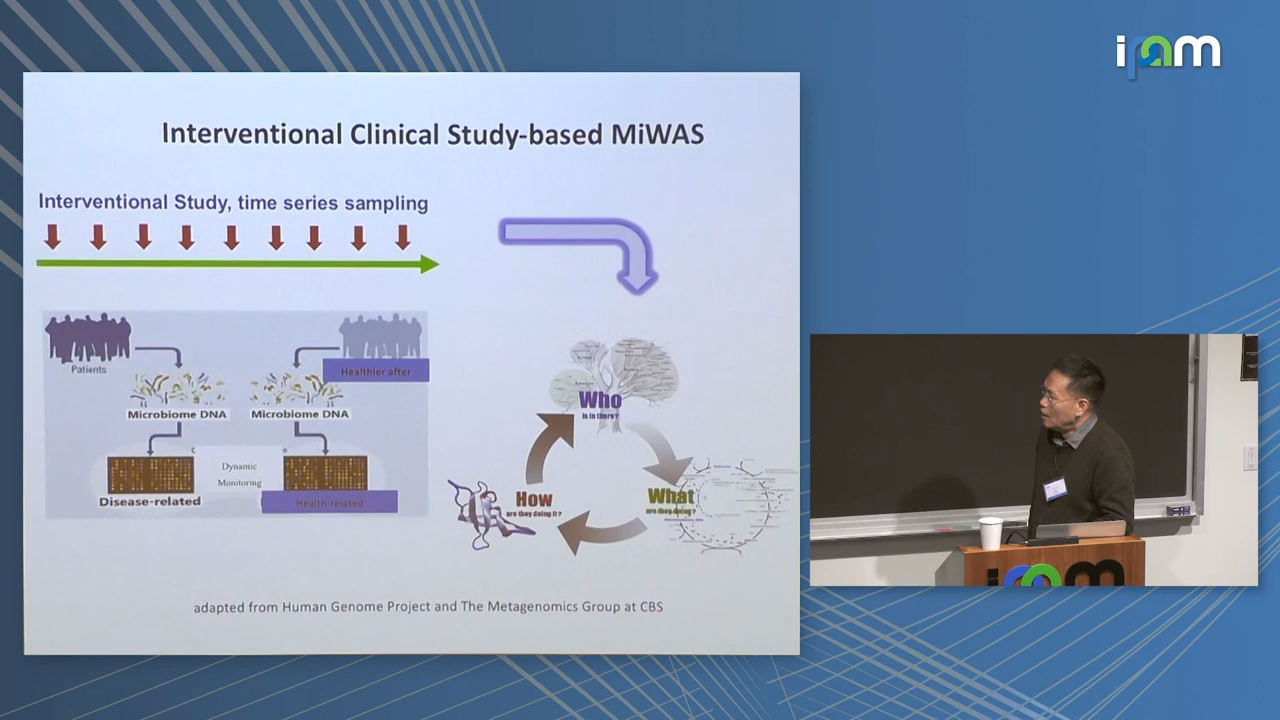 ipam
Interventional Clinical Study-based MiWAS
Interventional Study, time series sampling
Patients
Healthier after
Microbiome DNA
Microbiome DNA
Dynamic
Monitoring
Disease-related
Health-related
Who
is in there?
What
are they doing?
How
are they doing it?
adapted from Human Genome Project and The Metagenomics Group at CBS
ipam